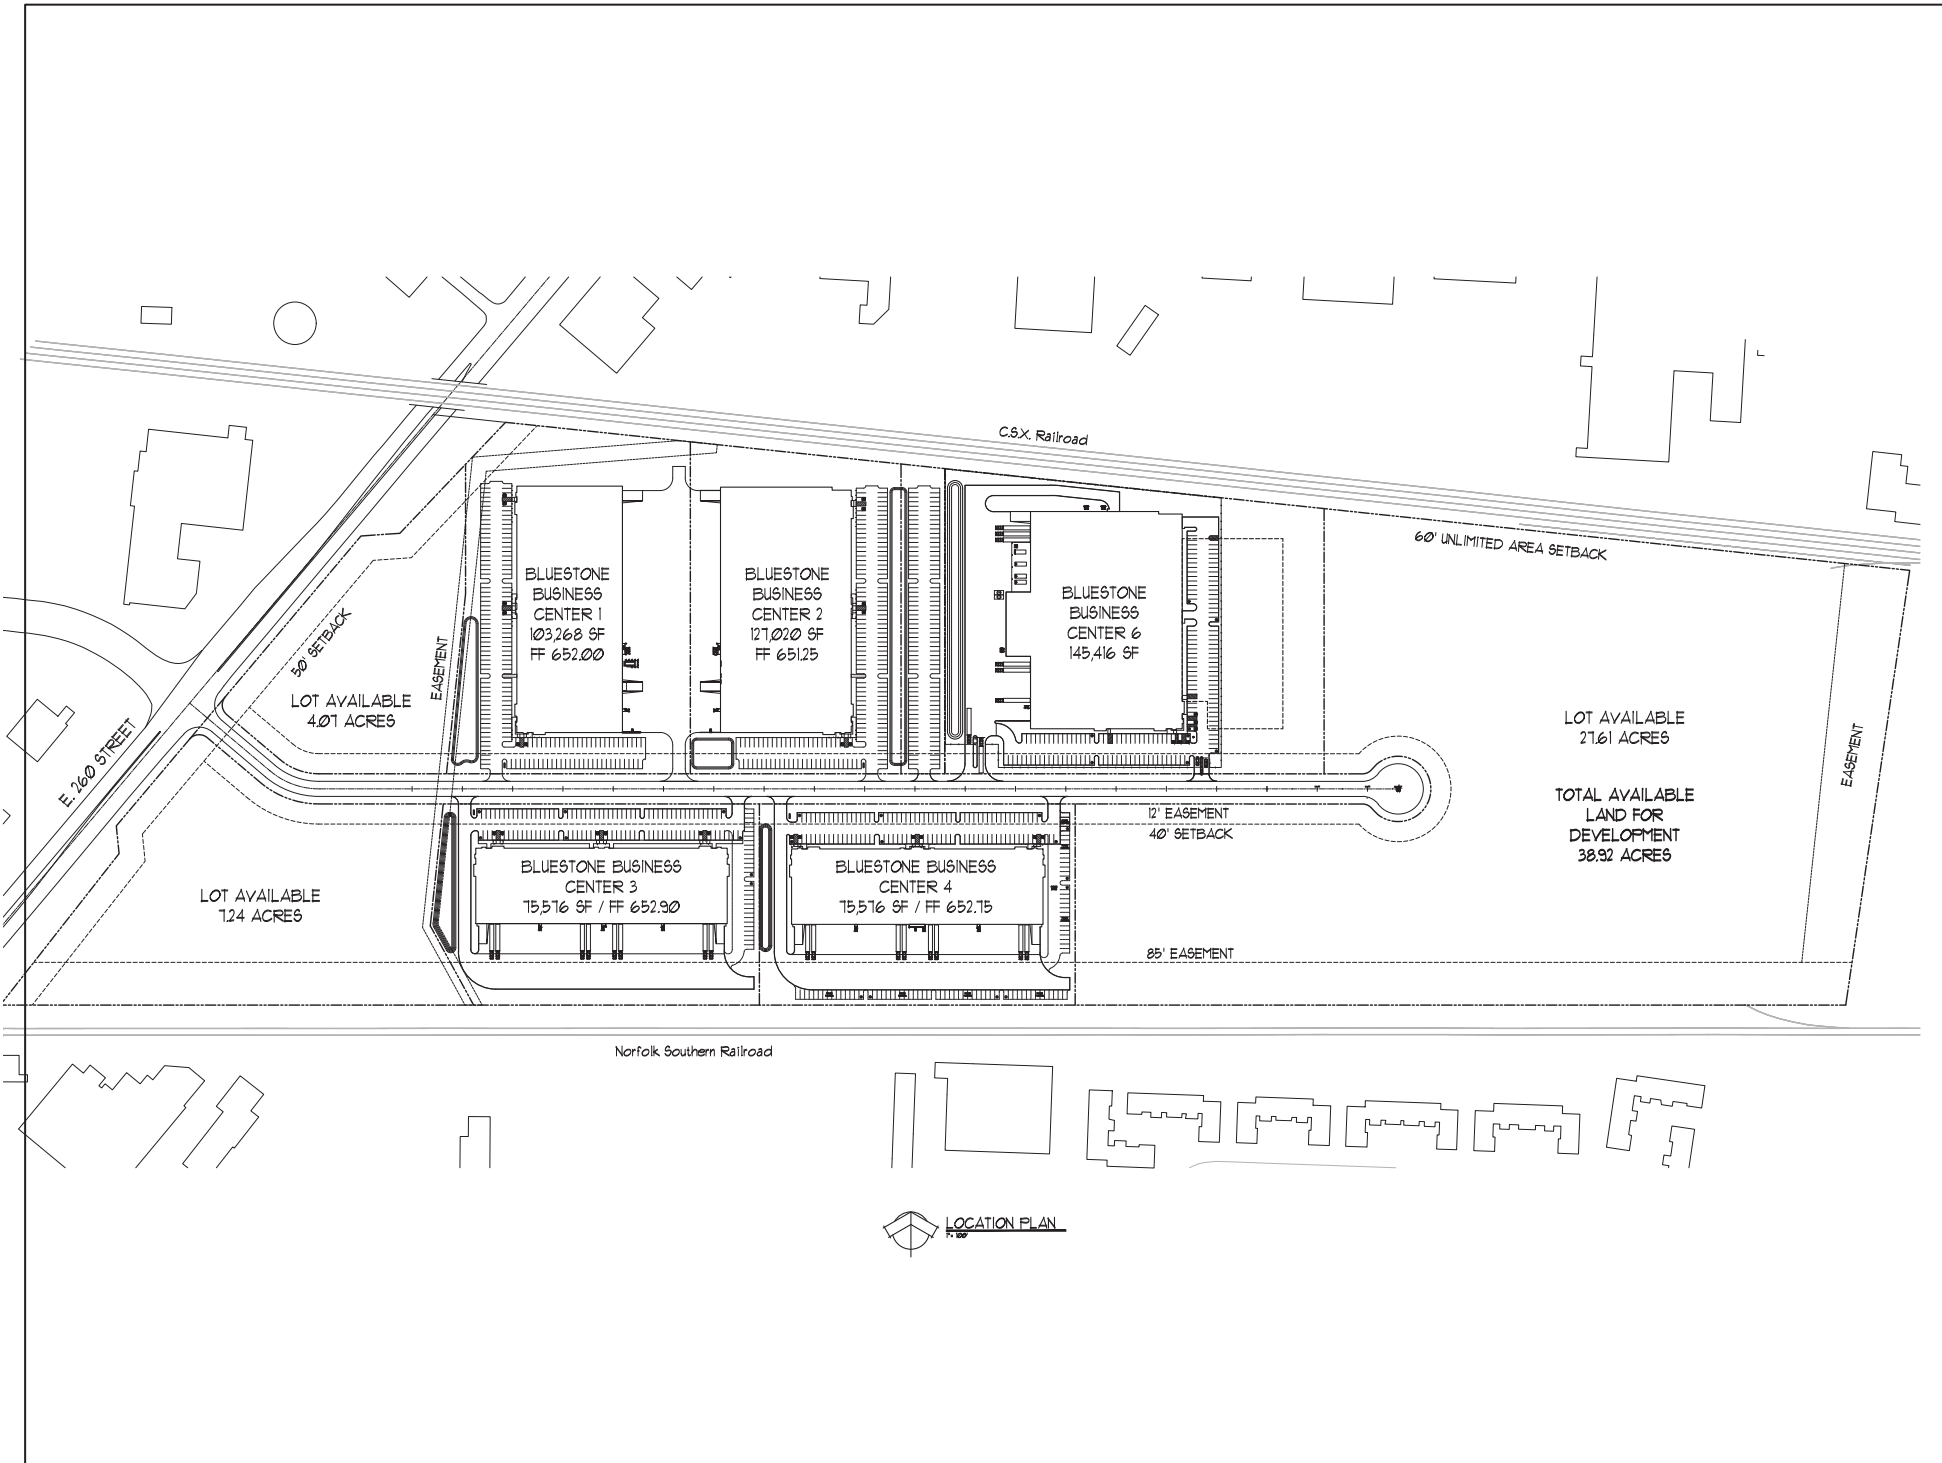 C.S.X. Railroad
60' UNLIMITED AREA SETBACK
BLUESTONE
BUSINESS
CENTER 1
103,268 SF
FF 652.00
BLUESTONE
BUSINESS
CENTER 2
127,020 SF
FF 651.25
BLUESTONE
BUSINESS
CENTER 6
145,416 SF
50' SETBACK
EASEMENT
LOT AVAILABLE
4.07 ACRES
E. 260 STREET
LOT AVAILABLE
27.61 ACRES
EASEMENT
TOTAL AVAILABLE
LAND FOR
DEVELOPMENT
38.92 ACRES
12' EASEMENT
40' SETBACK
LOT AVAILABLE
7.24 ACRES
BLUESTONE BUSINESS
CENTER 3
75,576 SF / FF 652.90
BLUESTONE BUSINESS
CENTER 4
75,576 SF / FF 652.75
85' EASEMENT
Norfolk Southern Railroad
LOCATION PLAN
1"= 100'